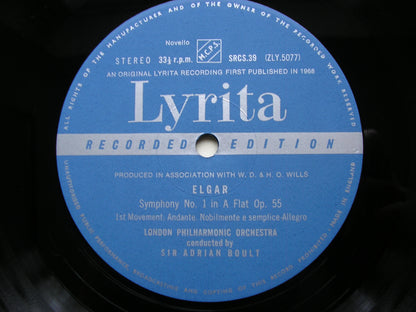 ALL RIGHTS OF THE MANUFACTURER AND OF THE OWNER OF THE RECORDED WORK RESERVED
Novello
M.C.P.S.
STEREO 33⅓ r.p.m. SRCS.39 (ZLY.5077)
AN ORIGINAL LYRITA RECORDING FIRST PUBLISHED IN 1968
Lyrita
RECORDED EDITION
PRODUCED IN ASSOCIATION WITH W. D. & H. O. WILLS
ELGAR
Symphony No. 1 in A Flat Op. 55
1st Movement: Andante. Nobilmente e semplice-Allegro
LONDON PHILHARMONIC ORCHESTRA
conducted by
SIR ADRIAN BOULT
MADE IN ENGLAND
UNAUTHORISED PUBLIC PERFORMANCE, BROADCASTING AND COPYING OF THIS RECORD PROHIBITED.